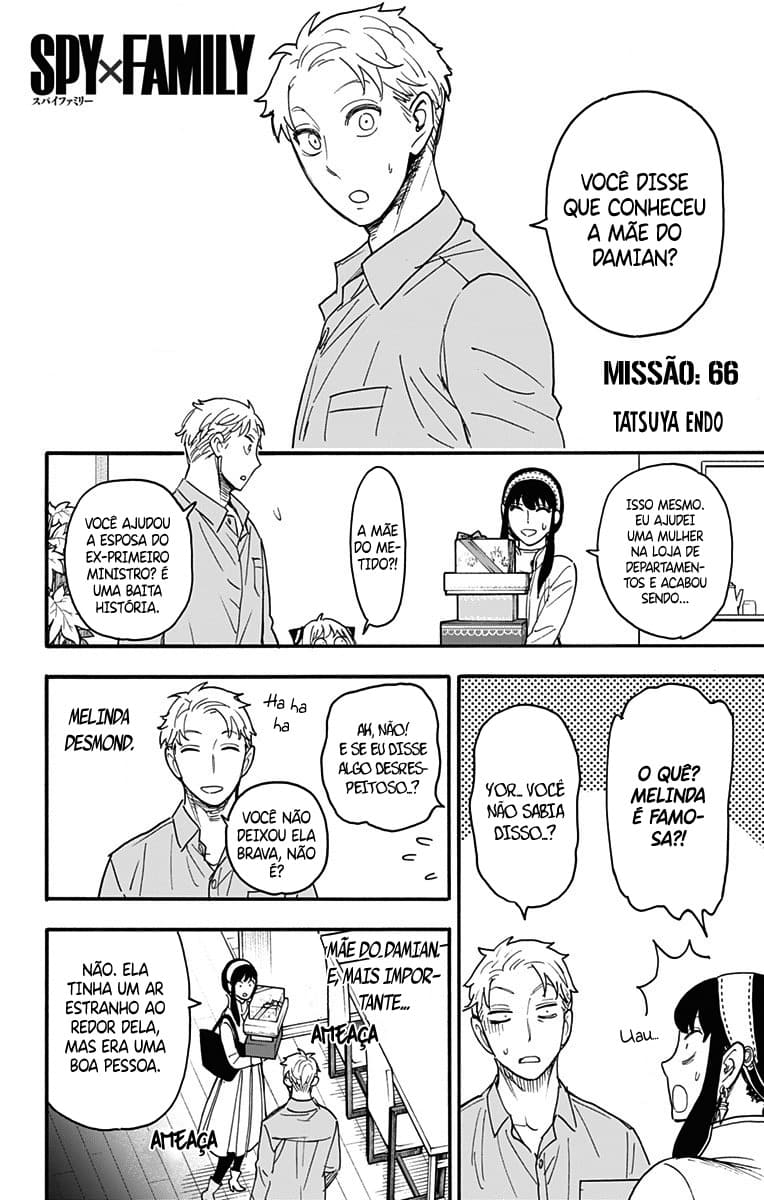 SPY×FAMILY
スパイファミリー
VOCÊ DISSE
QUE CONHECEU
A MÃE DO
DAMIAN?
MISSÃO: 66
TATSUYA ENDO
ISSO MESMO.
EU AJUDEI
UMA MULHER
NA LOJA DE
DEPARTAMEN-
TOS E ACABOU
SENDO...
A MÃE
DO ME-
TIDO?!
VOCÊ AJUDOU
A ESPOSA DO
EX-PRIMEIRO
MINISTRO? É
UMA BAITA
HISTÓRIA.
O QUÊ?
MELINDA
É FAMO-
SA?!
YOR... VOCÊ
NÃO SABIA
DISSO..?
Uau...
AH, NÃO!
E SE EU DISSE
ALGO DESRES-
PEITOSO..?
Ha ha
ha
VOCÊ NÃO
DEIXOU ELA
BRAVA, NÃO
É?
MELINDA
DESMOND.
MÃE DO DAMIAN.
E, MAIS IMPOR-
TANTE...
AMEAÇA
NÃO. ELA
TINHA UM AR
ESTRANHO AO
REDOR DELA,
MAS ERA UMA
BOA PESSOA.
AMEAÇA